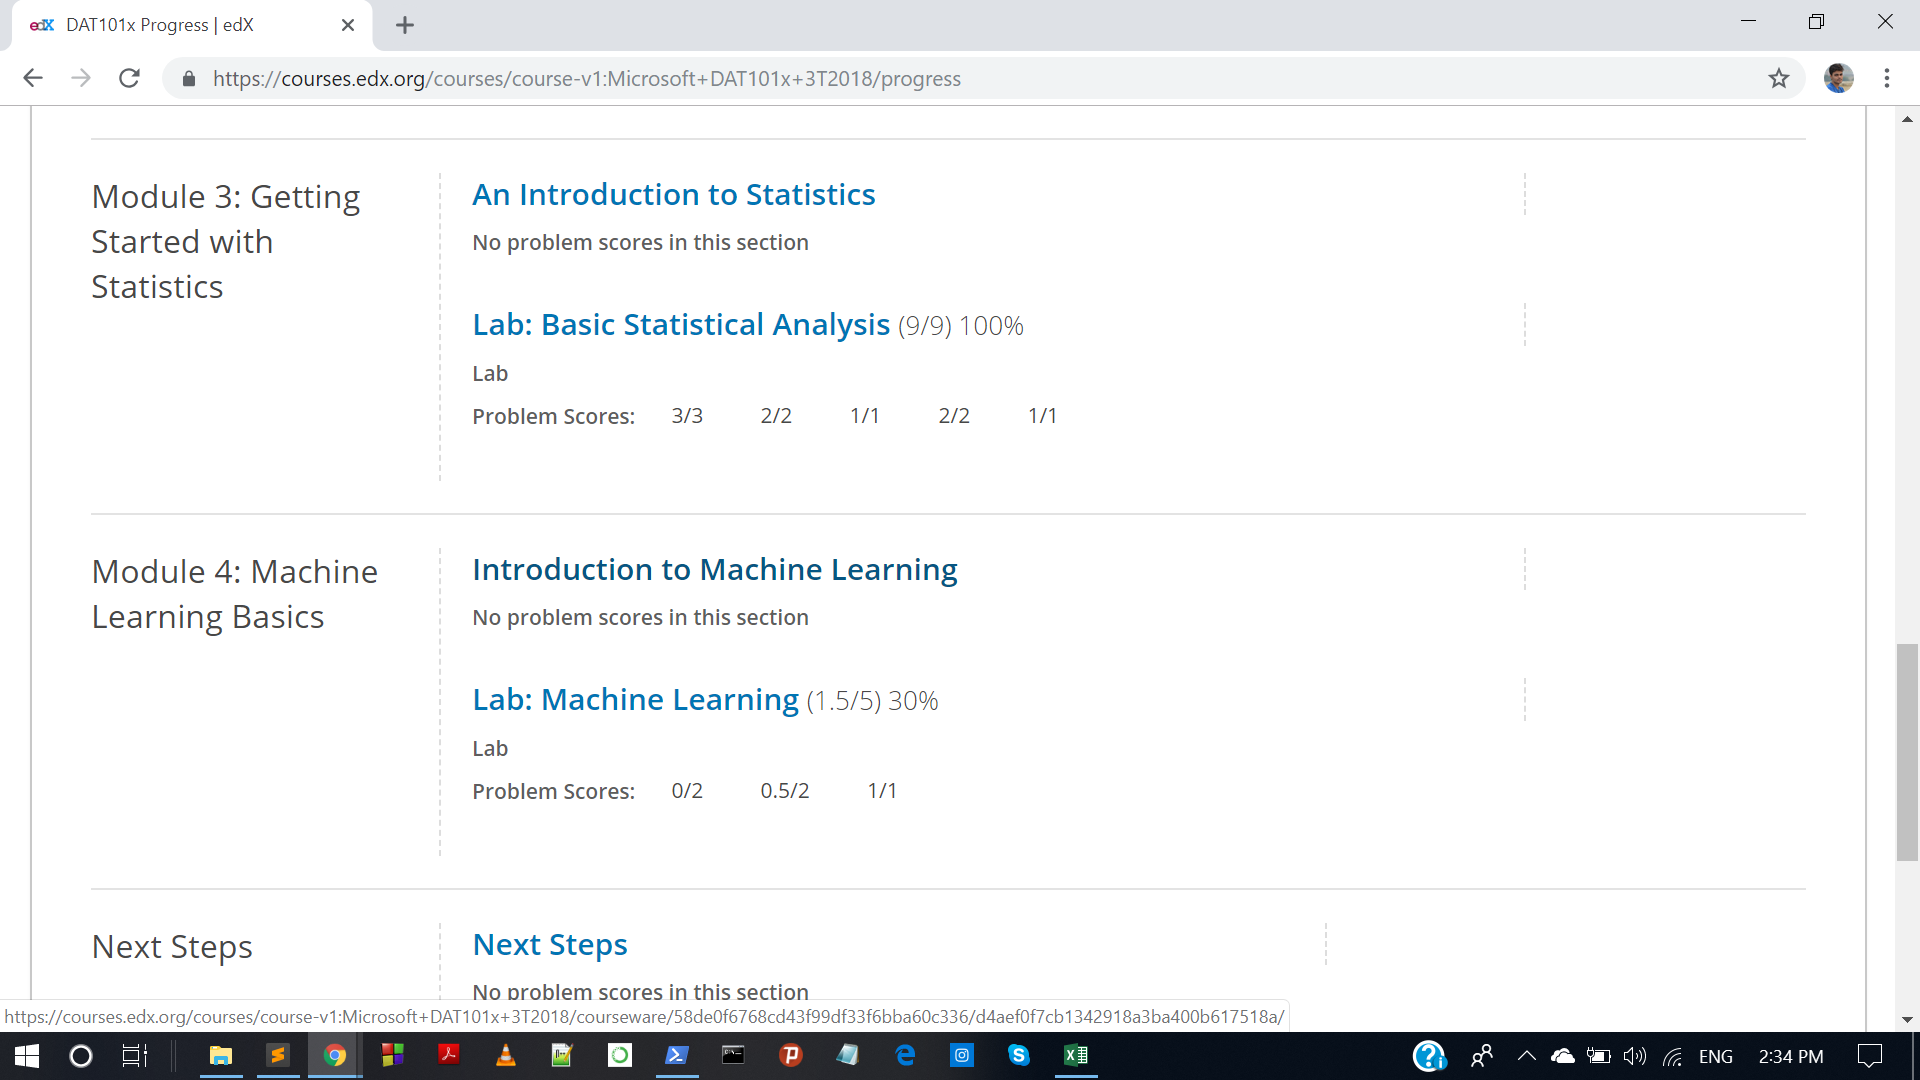 edX DAT101x Progress | edX
https://courses.edx.org/courses/course-v1:Microsoft+DAT101x+3T2018/progress
Module 3: Getting
Started with
Statistics
An Introduction to Statistics
No problem scores in this section
Lab: Basic Statistical Analysis (9/9) 100%
Lab
Problem Scores: 3/3 2/2 1/1 2/2 1/1
Module 4: Machine
Learning Basics
Introduction to Machine Learning
No problem scores in this section
Lab: Machine Learning (1.5/5) 30%
Lab
Problem Scores: 0/2 0.5/2 1/1
Next Steps
Next Steps
No problem scores in this section
https://courses.edx.org/courses/course-v1:Microsoft+DAT101x+3T2018/courseware/58de0f6768cd43f99df33f6bba60c336/d4aef0f7cb1342918a3ba400b617518a/
ENG 2:34 PM